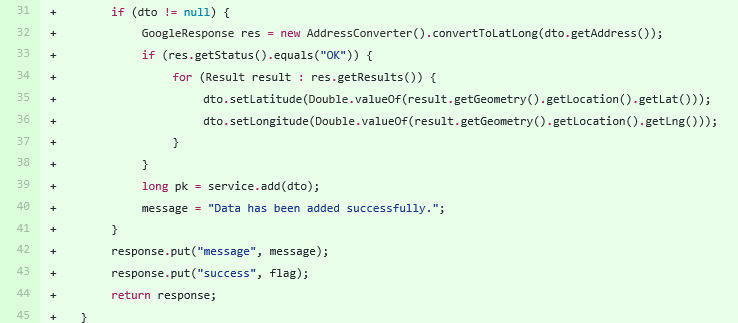 31 + if (dto != null) {
32 + GoogleResponse res = new AddressConverter().convertToLatLong(dto.getAddress());
33 + if (res.getStatus().equals("OK")) {
34 + for (Result result : res.getResults()) {
35 + dto.setLatitude(Double.valueOf(result.getGeometry().getLocation().getLat()));
36 + dto.setLongitude(Double.valueOf(result.getGeometry().getLocation().getLng()));
37 + }
38 + }
39 + long pk = service.add(dto);
40 + message = "Data has been added successfully.";
41 + }
42 + response.put("message", message);
43 + response.put("success", flag);
44 + return response;
45 + }